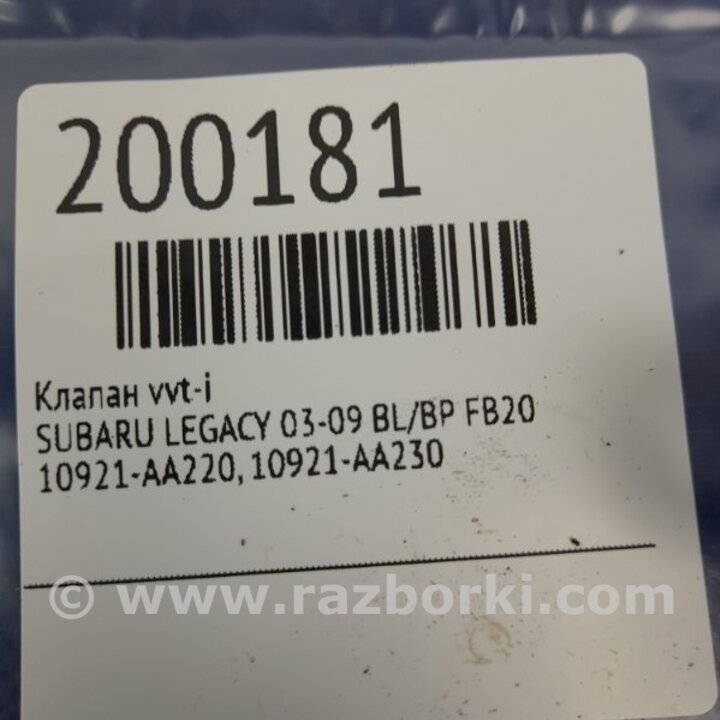 200181
Клапан vvt-i
SUBARU LEGACY 03-09 BL/BP FB20
10921-AA220, 10921-AA230
© www.razborki.com